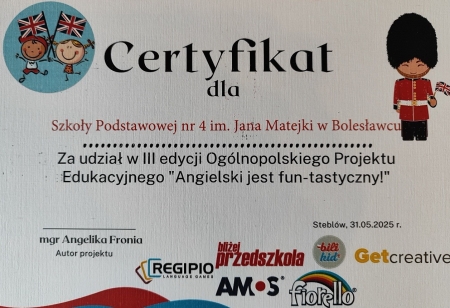 Certyfikat
dla
Szkoły Podstawowej nr 4 im. Jana Matejki w Bolesławcu
Za udział w III edycji Ogólnopolskiego Projektu
Edukacyjnego "Angielski jest fun-tastyczny!"
Steblów, 31.05.2025 r.
mgr Angelika Fronia
Autor projektu
REGIPIO
LANGUAGE GAMES
bliżej
przedszkola
bili
kid
Getcreative
AMOS
fiorello